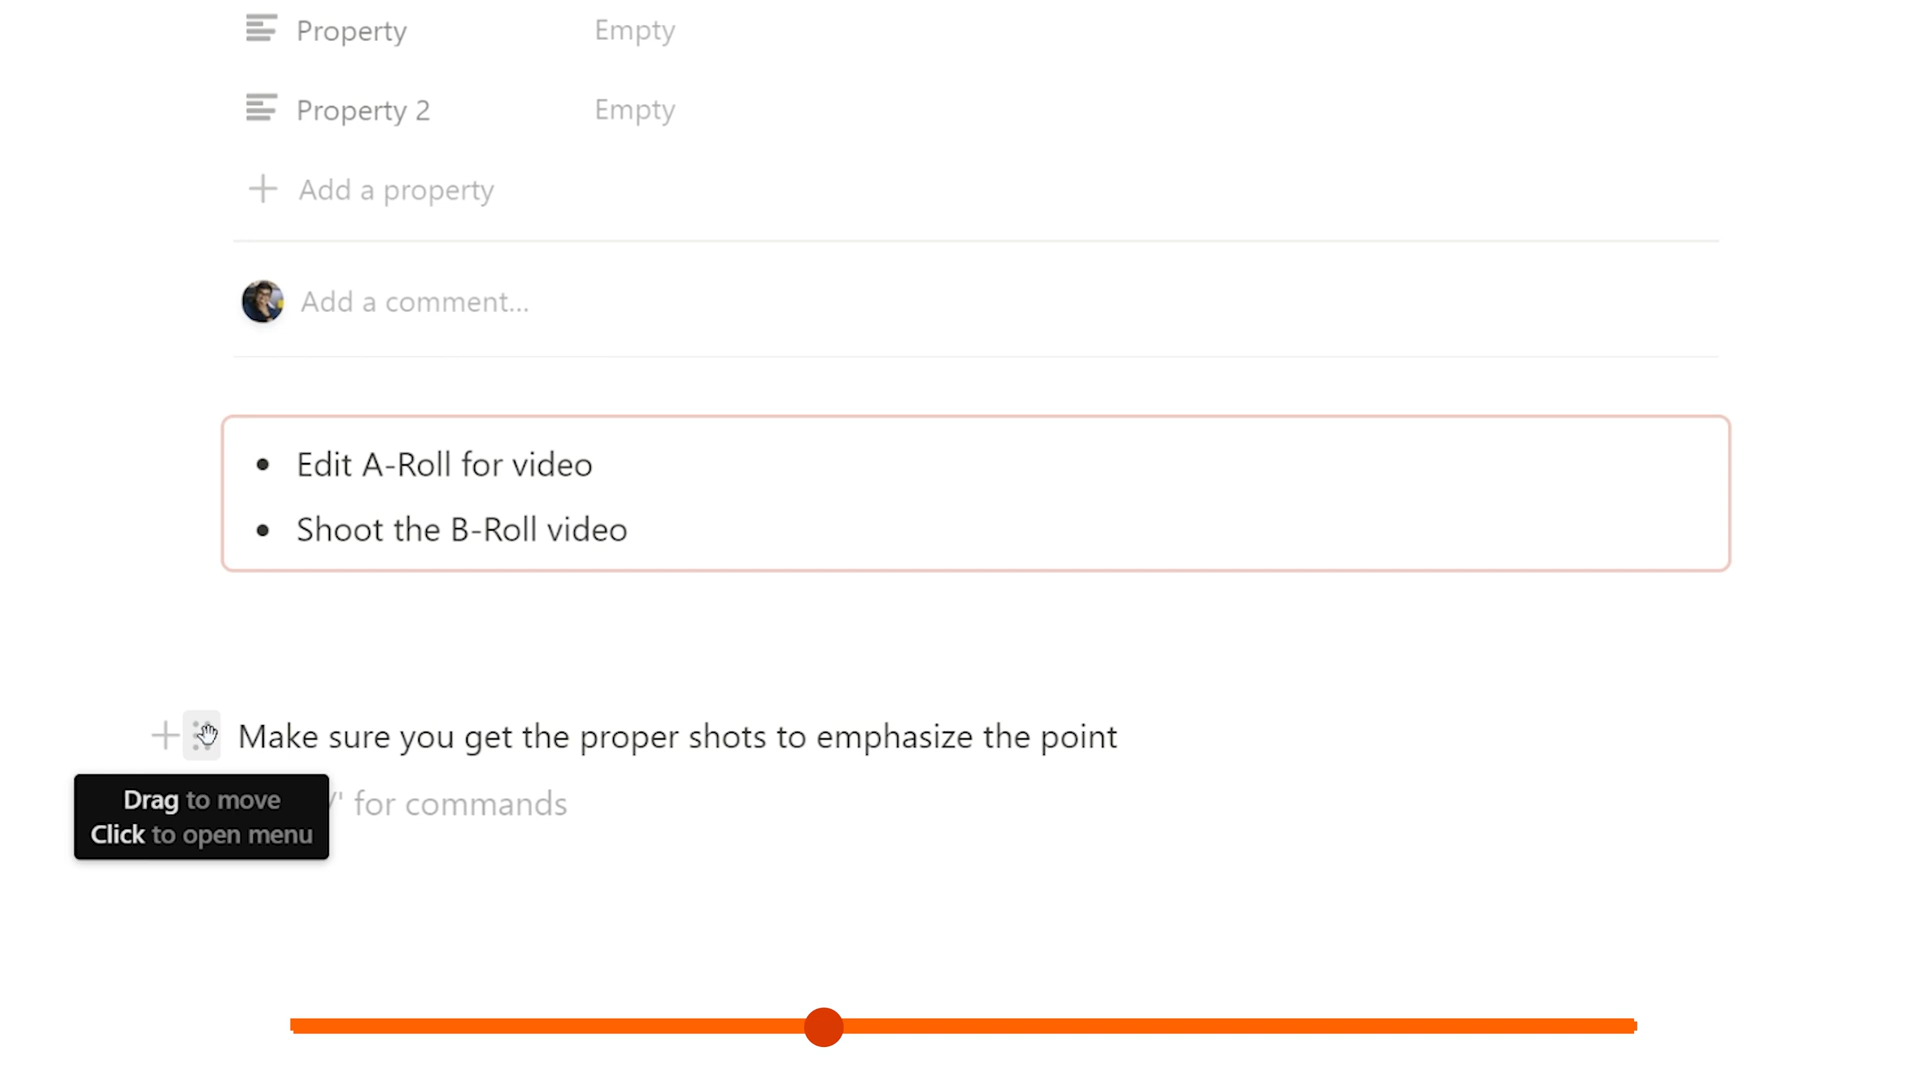 Property Empty
Property 2 Empty
Add a property
Add a comment...
• Edit A-Roll for video
• Shoot the B-Roll video
Make sure you get the proper shots to emphasize the point
/' for commands
Drag to move
Click to open menu